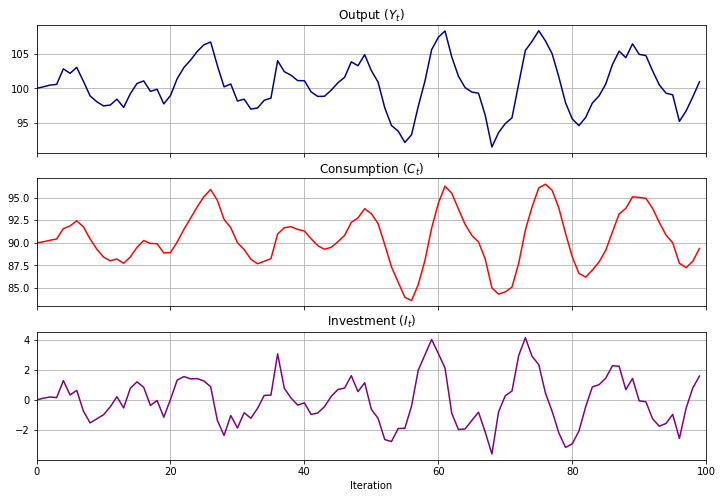 Output (Y_t)
105
100
95
Consumption (C_t)
95.0
92.5
90.0
87.5
85.0
Investment (I_t)
4
2
0
−2
0 20 40 60 80 100
Iteration